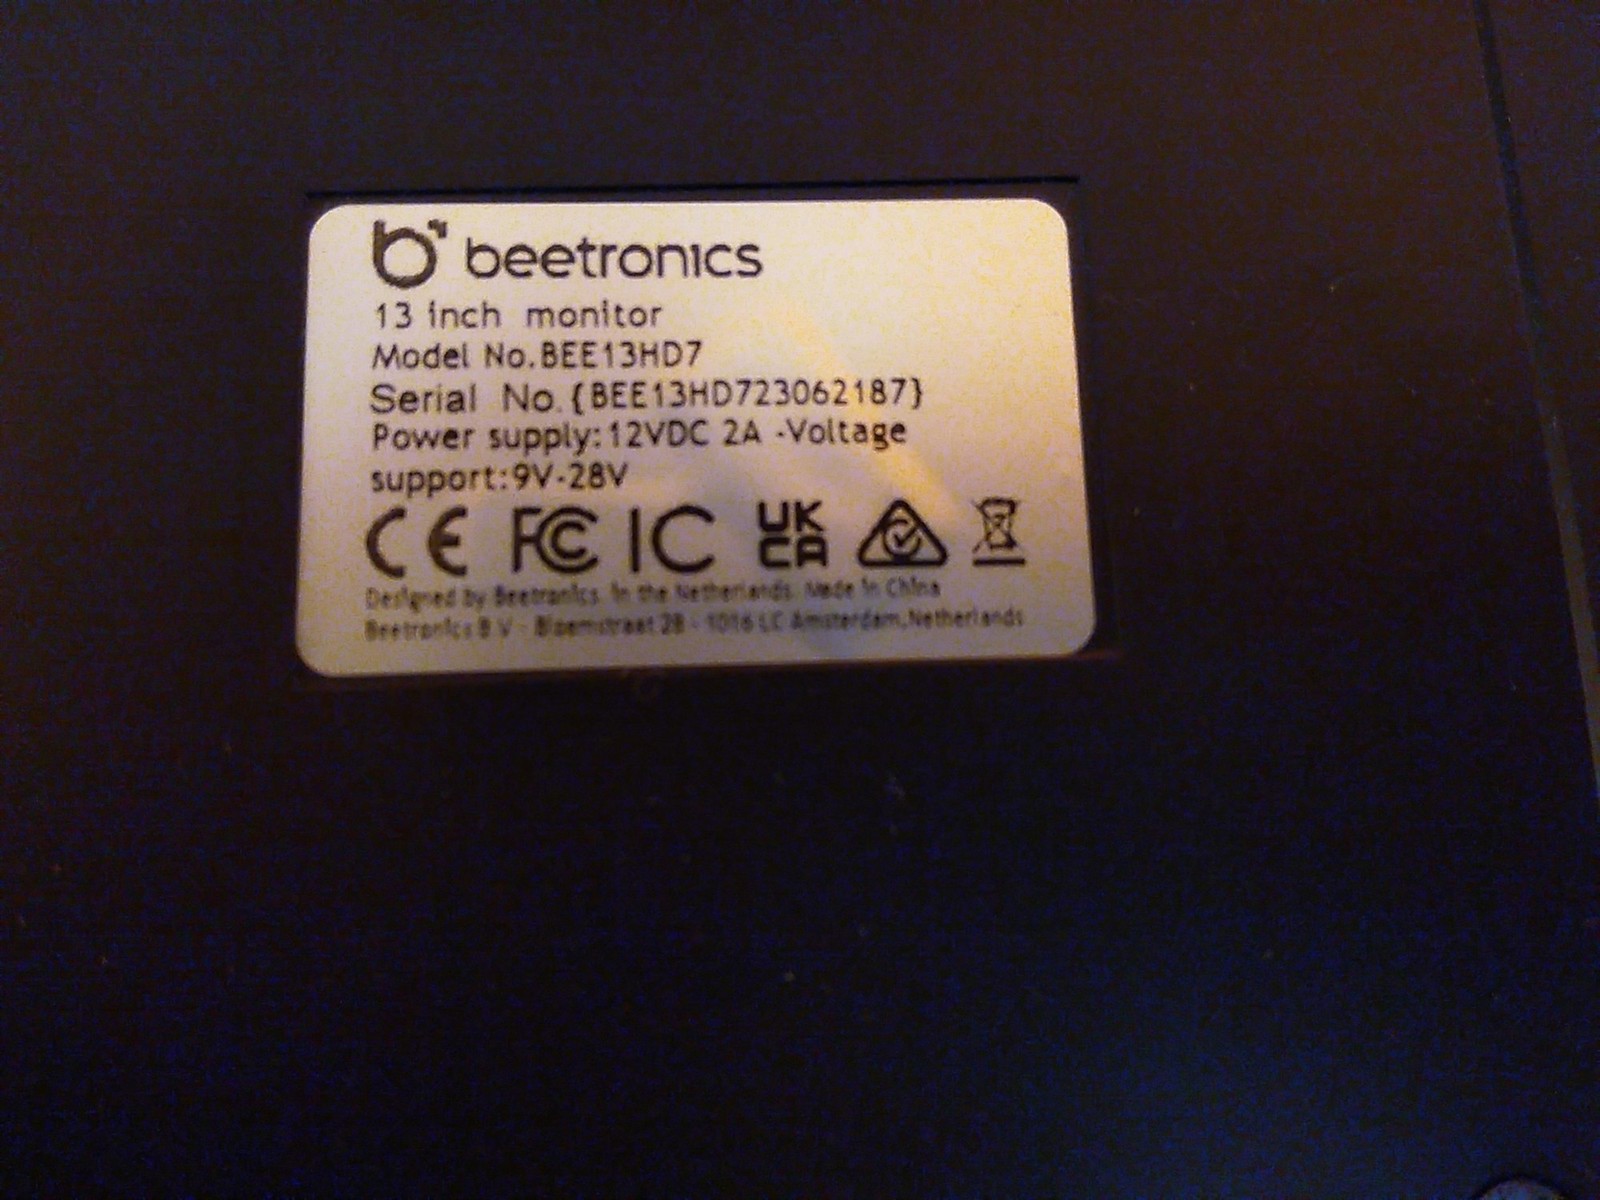 beetronics
13 inch monitor
Model No.BEE13HD7
Serial No.{BEE13HD723062187}
Power supply:12VDC 2A -Voltage
support:9V-28V
CE FC IC UK
CA
Designed by Beetronics. in the Netherlands. Made in China
Beetronics B.V - Bloemstraat 28 - 1016 LC Amsterdam,Netherlands